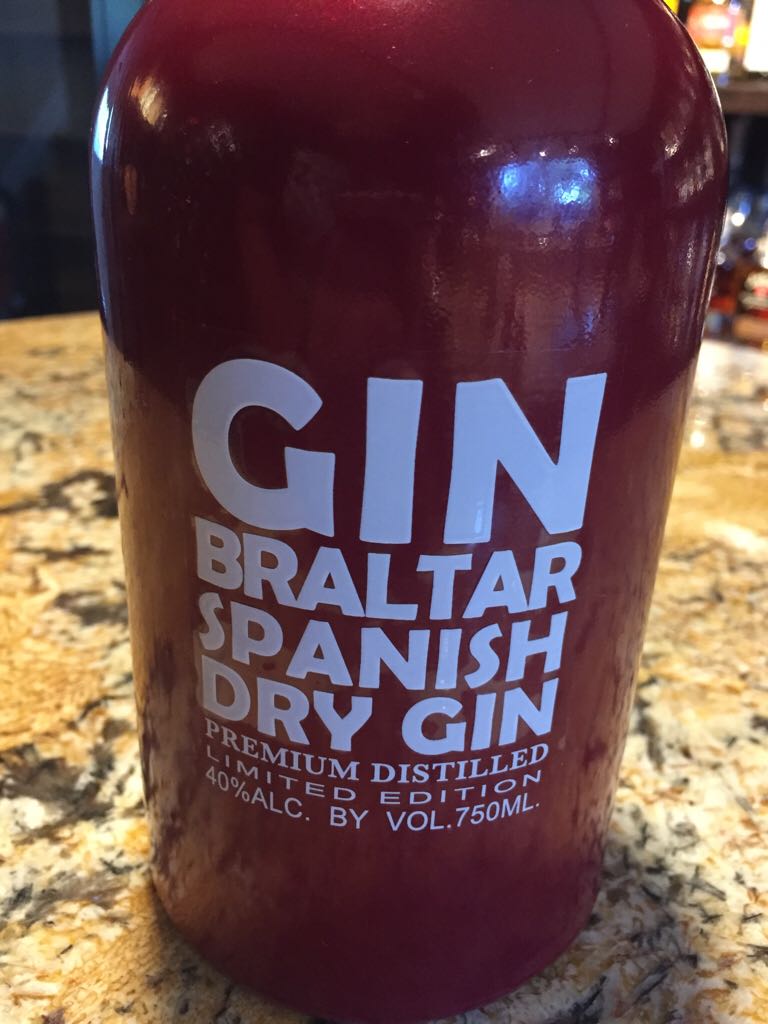 GIN
BRALTAR
SPANISH
DRY GIN
PREMIUM DISTILLED
LIMITED EDITION
40%ALC. BY VOL.750ML.